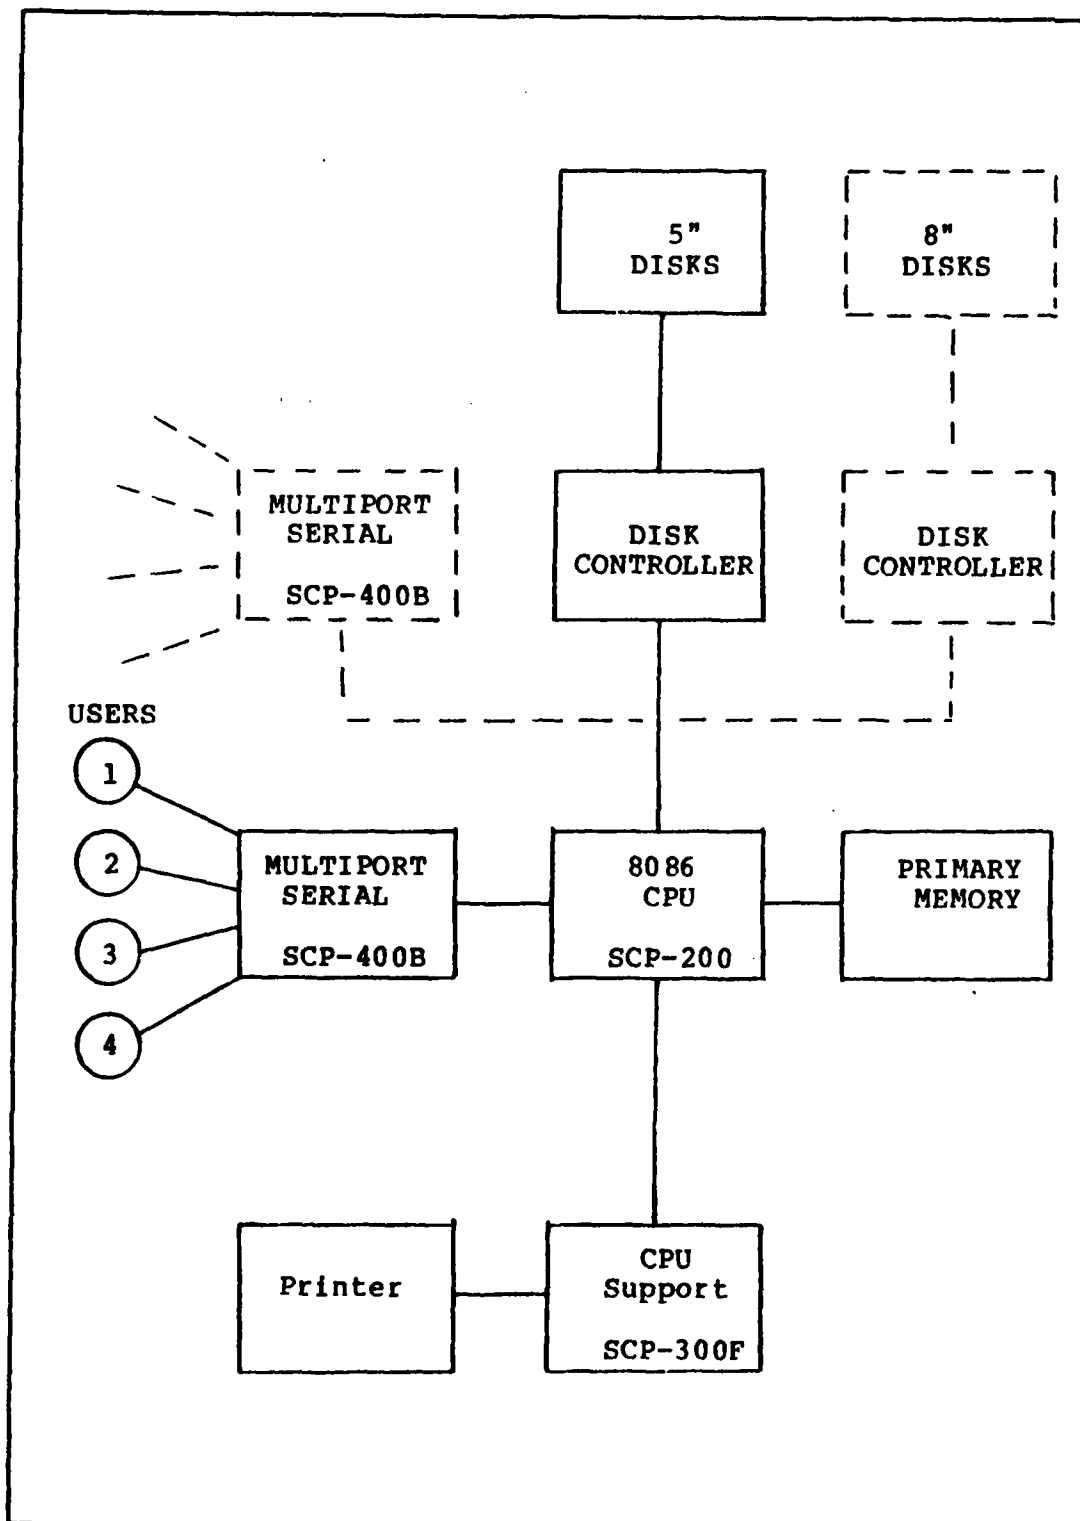 5"
DISKS
8"
DISKS
MULTIPORT
SERIAL
SCP-400B
DISK
CONTROLLER
DISK
CONTROLLER
USERS
1
2
3
4
MULTIPORT
SERIAL
SCP-400B
8086
CPU
SCP-200
PRIMARY
MEMORY
Printer
CPU
Support
SCP-300F